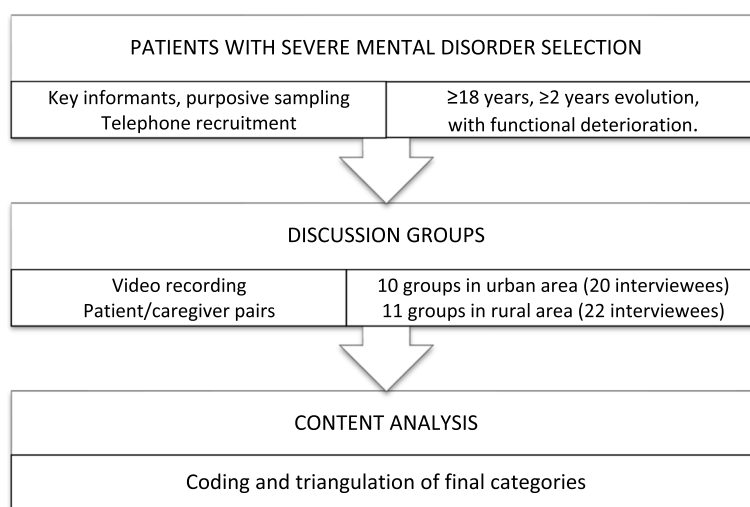 PATIENTS WITH SEVERE MENTAL DISORDER SELECTION
Key informants, purposive sampling
Telephone recruitment
≥18 years, ≥2 years evolution,
with functional deterioration.
DISCUSSION GROUPS
Video recording
Patient/caregiver pairs
10 groups in urban area (20 interviewees)
11 groups in rural area (22 interviewees)
CONTENT ANALYSIS
Coding and triangulation of final categories